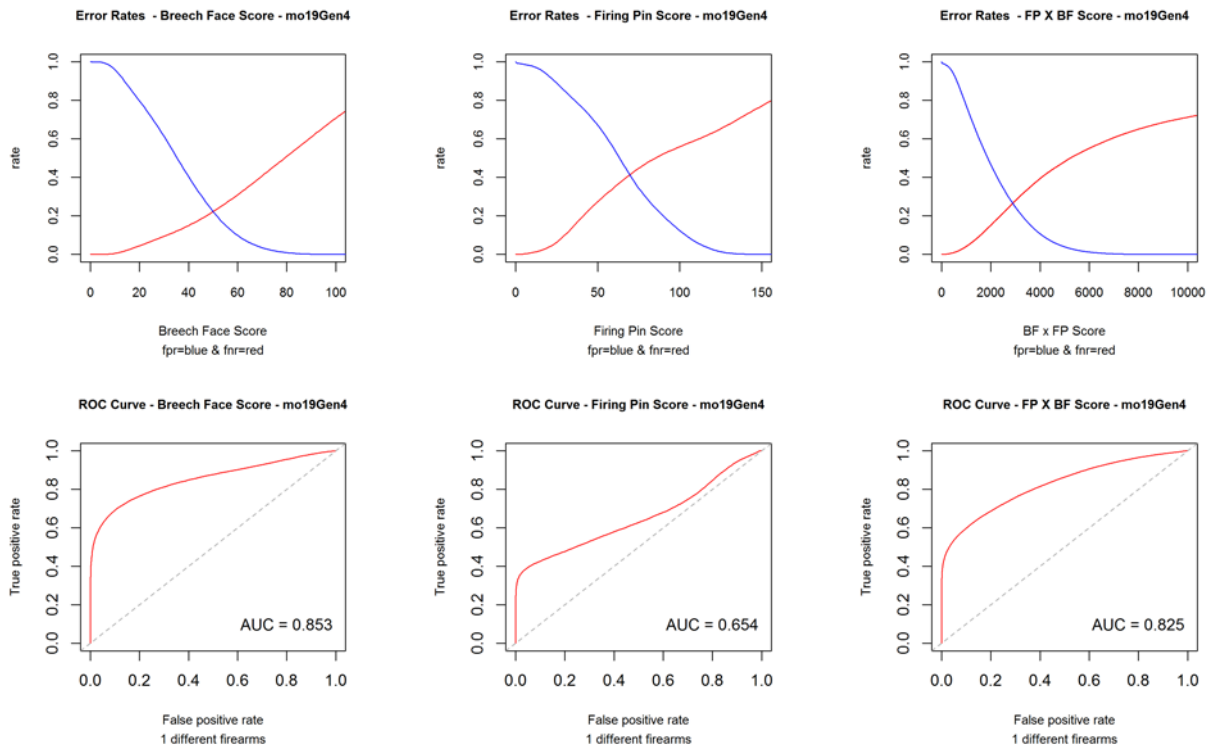 Error Rates - Breech Face Score - mo19Gen4
rate
0.0 0.2 0.4 0.6 0.8 1.0
0 20 40 60 80 100
Breech Face Score
fpr=blue & fnr=red
Error Rates - Firing Pin Score - mo19Gen4
rate
0.0 0.2 0.4 0.6 0.8 1.0
0 50 100 150
Firing Pin Score
fpr=blue & fnr=red
Error Rates - FP X BF Score - mo19Gen4
rate
0.0 0.2 0.4 0.6 0.8 1.0
0 2000 4000 6000 8000 10000
BF x FP Score
fpr=blue & fnr=red
ROC Curve - Breech Face Score - mo19Gen4
True positive rate
0.0 0.2 0.4 0.6 0.8 1.0
AUC = 0.853
0.0 0.2 0.4 0.6 0.8 1.0
False positive rate
1 different firearms
ROC Curve - Firing Pin Score - mo19Gen4
True positive rate
0.0 0.2 0.4 0.6 0.8 1.0
AUC = 0.654
0.0 0.2 0.4 0.6 0.8 1.0
False positive rate
1 different firearms
ROC Curve - FP X BF Score - mo19Gen4
True positive rate
0.0 0.2 0.4 0.6 0.8 1.0
AUC = 0.825
0.0 0.2 0.4 0.6 0.8 1.0
False positive rate
1 different firearms